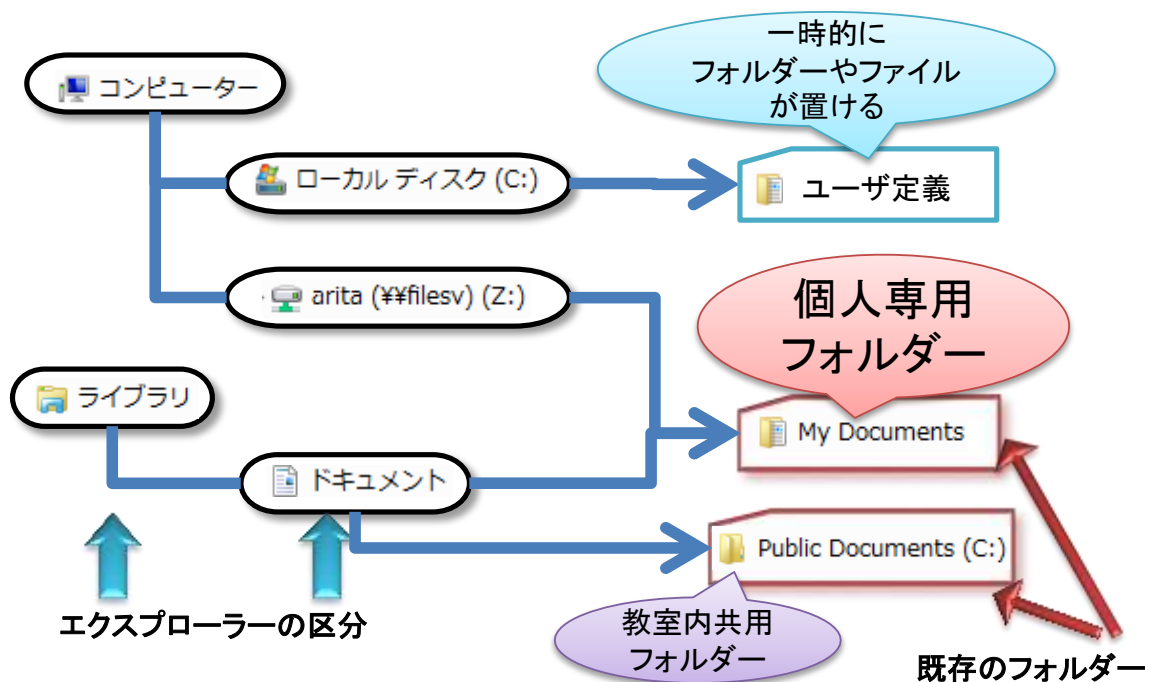 一時的に
フォルダーやファイル
が置ける
コンピューター
ローカル ディスク (C:)
ユーザ定義
arita (¥¥filesv) (Z:)
個人専用
フォルダー
ライブラリ
My Documents
ドキュメント
Public Documents (C:)
エクスプローラーの区分
教室内共用
フォルダー
既存のフォルダー